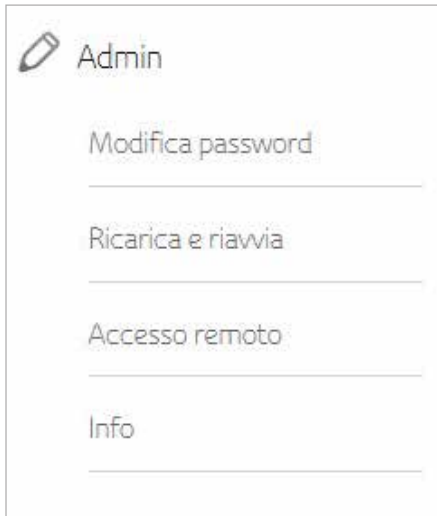 Admin
Modifica password
Ricarica e riavvia
Accesso remoto
Info